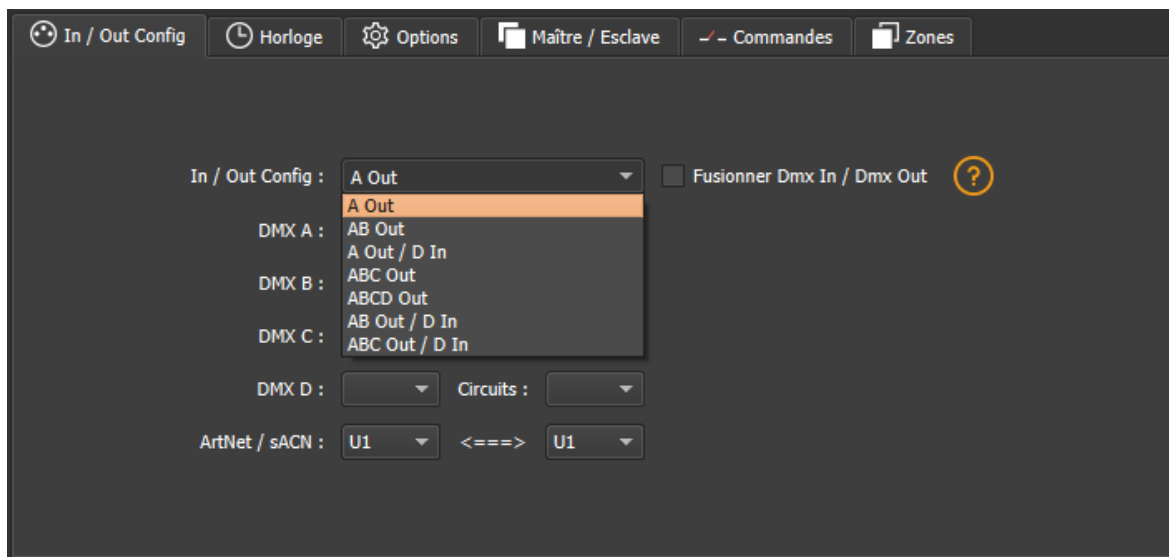 In / Out Config
Horloge
Options
Maître / Esclave
Commandes
Zones
In / Out Config : A Out Fusionner Dmx In / Dmx Out ?
A Out
DMX A : AB Out
A Out / D In
DMX B : ABC Out
ABCD Out
AB Out / D In
DMX C : ABC Out / D In
DMX D : Circuits :
ArtNet / sACN : U1 <===> U1